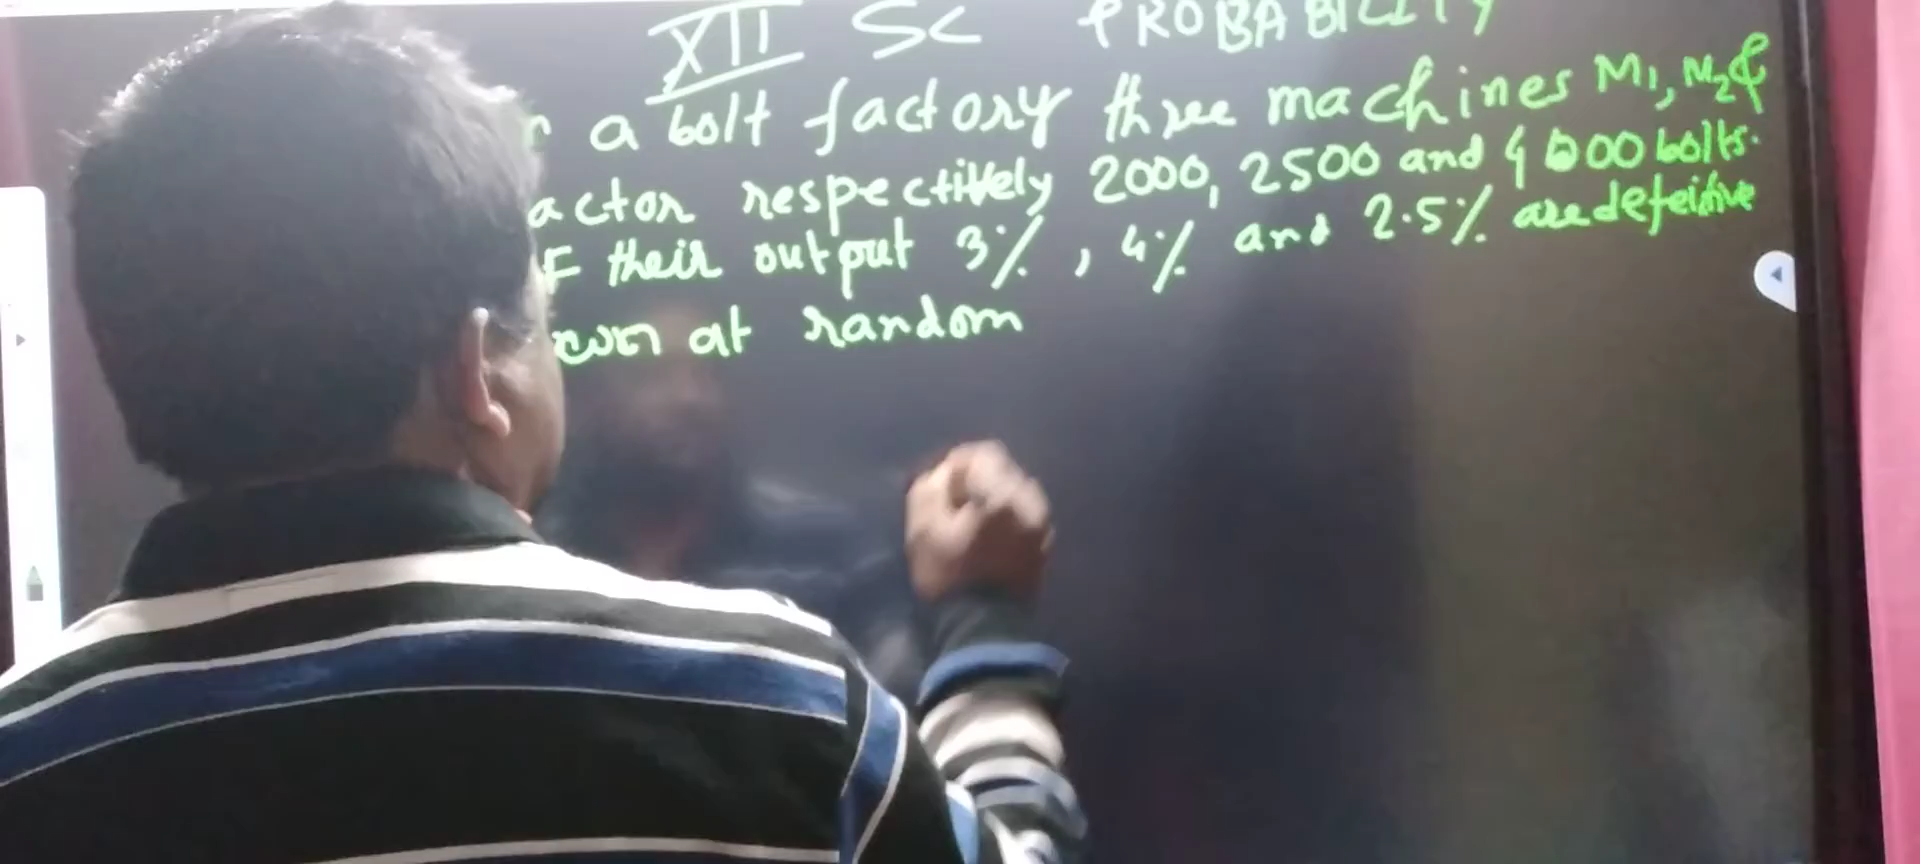 XII SC PROBABILITY
a bolt factory three machines M1, M2 &
actor respectively 2000, 2500 and 4000 bolts.
F their output 3%, 4% and 2.5% are defeitive
at random